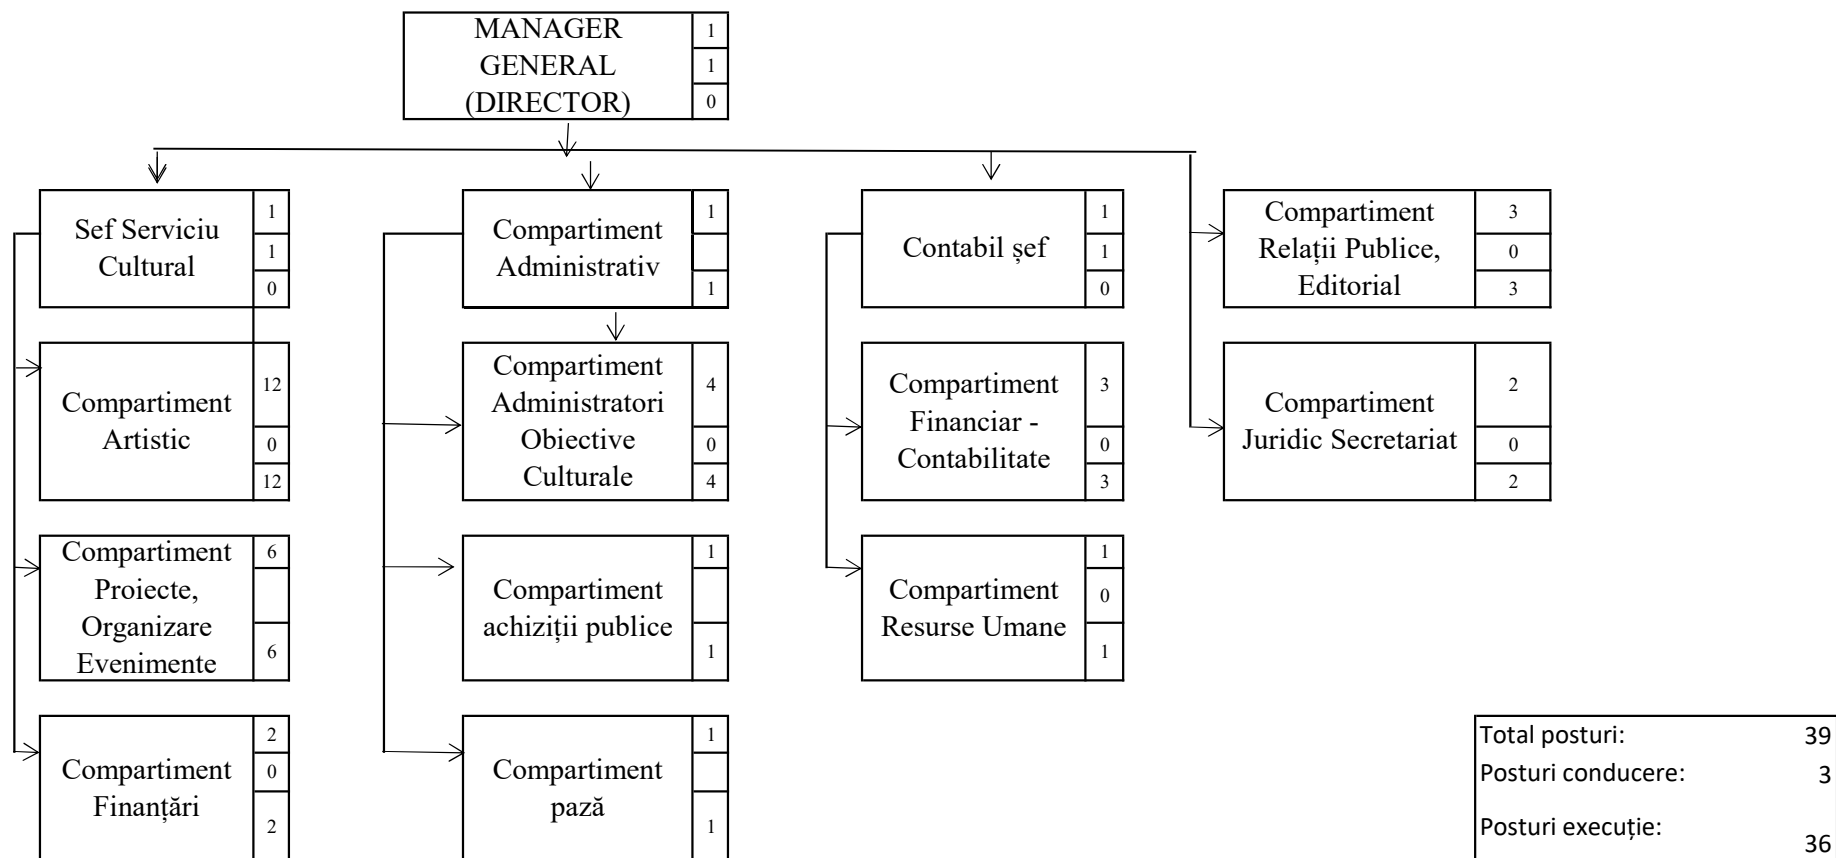 MANAGER
GENERAL
(DIRECTOR)
1
1
0
Sef Serviciu
Cultural
1
1
0
Compartiment
Administrativ
1
1
Contabil șef
1
1
0
Compartiment
Relații Publice,
Editorial
3
0
3
Compartiment
Artistic
12
0
12
Compartiment
Administratori
Obiective
Culturale
4
0
4
Compartiment
Financiar -
Contabilitate
3
0
3
Compartiment
Juridic Secretariat
2
0
2
Compartiment
Proiecte,
Organizare
Evenimente
6
6
Compartiment
achiziții publice
1
1
Compartiment
Resurse Umane
1
0
1
Compartiment
Finanțări
2
0
2
Compartiment
pază
1
1
Total posturi: 39
Posturi conducere: 3
Posturi execuție: 36